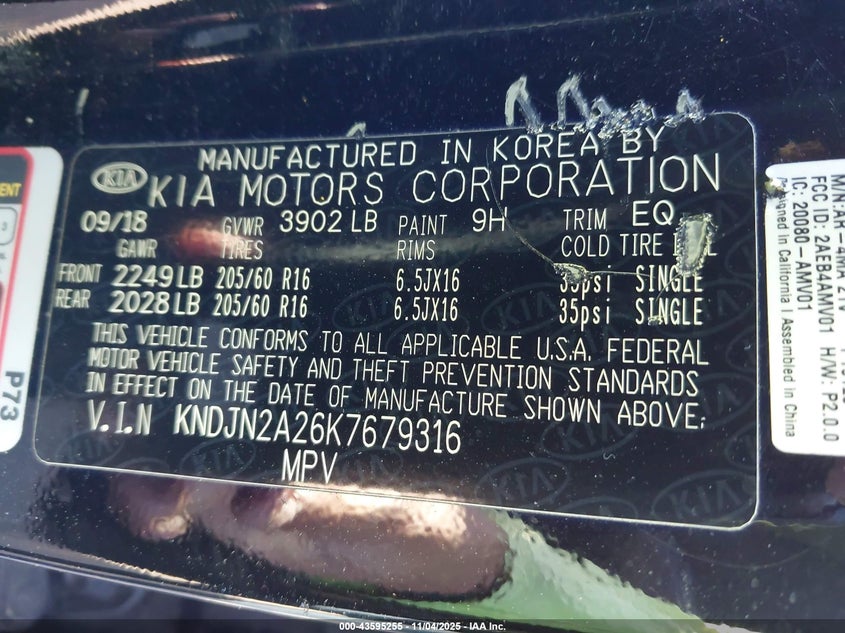 MANUFACTURED IN KOREA BY
KIA KIA MOTORS CORPORATION
09/18 GVWR 3902 LB PAINT 9H TRIM EQ
GAWR TIRES RIMS COLD TIRE
FRONT 2249 LB 205/60 R16 6.5JX16 35psi SINGLE
REAR 2028 LB 205/60 R16 6.5JX16 35psi SINGLE
THIS VEHICLE CONFORMS TO ALL APPLICABLE U.S.A. FEDERAL
MOTOR VEHICLE SAFETY AND THEFT PREVENTION STANDARDS
IN EFFECT ON THE DATE OF MANUFACTURE SHOWN ABOVE:
V.I.N KNDJN2A26K7679316
MPV
P73
FCC ID: 2AEB4AMV01 H/W: P2.0.0
IC: 20080-AMV01
in California | Assembled in China
000-43595255 - 11/04/2025 - IAA Inc.